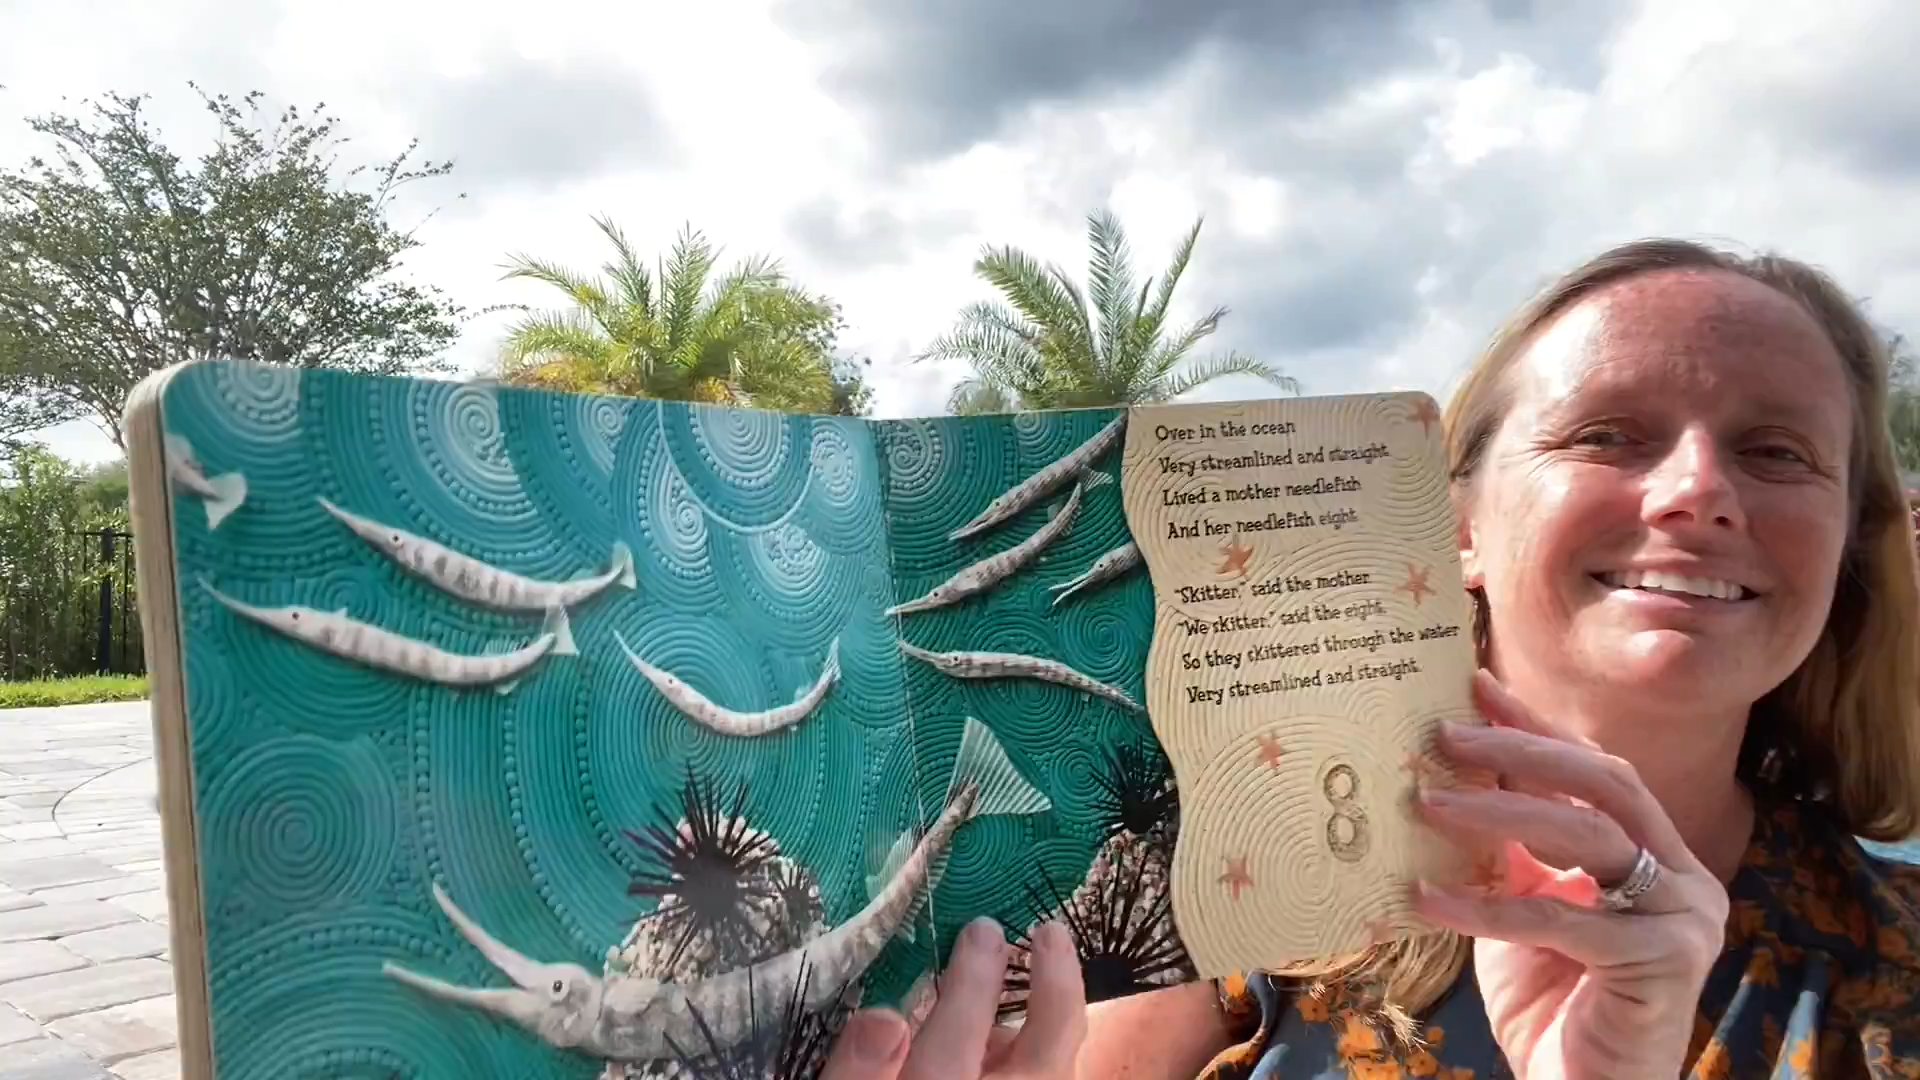 Over in the ocean
Very streamlined and straight
Lived a mother needlefish
And her needlefish eight.
"Skitter," said the mother.
"We skitter," said the eight.
So they skittered through the water
Very streamlined and straight.
8